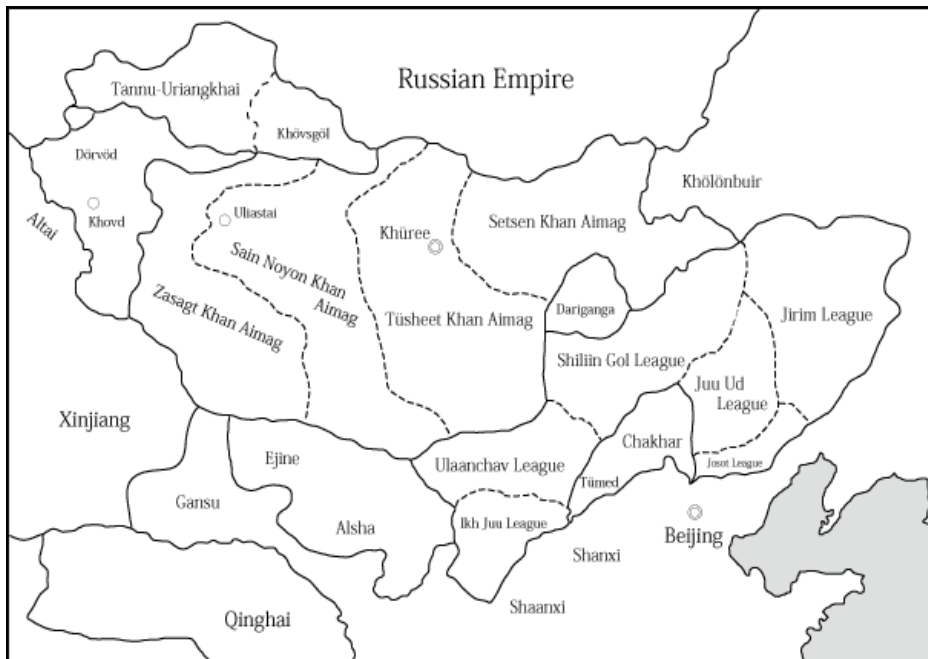 Russian Empire
Tannu-Uriangkhai
Khövsgöl
Dörvöd
Khovd
Altai
Uliastai
Khüree
Setsen Khan Aimag
Khölönbuir
Sain Noyon Khan
Aimag
Zasagt Khan Aimag
Tüsheet Khan Aimag
Dariganga
Jirim League
Shiliin Gol League
Juu Ud
League
Xinjiang
Ejine
Ulaanchav League
Chakhar
Josot League
Tümed
Gansu
Alsha
Ikh Juu League
Beijing
Shanxi
Shaanxi
Qinghai